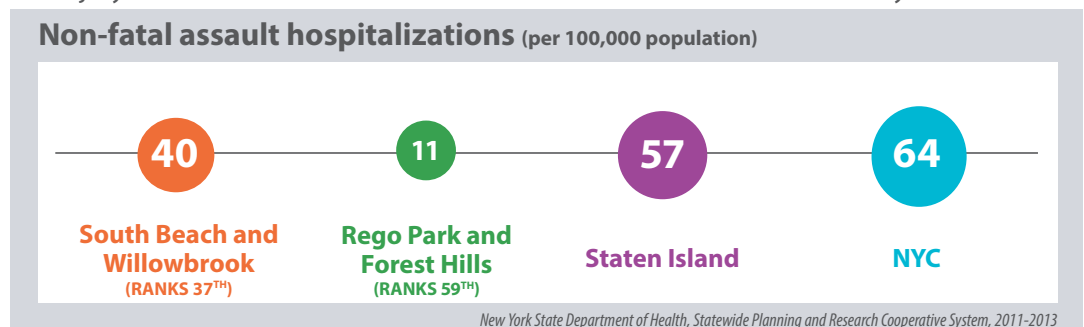 Non-fatal assault hospitalizations (per 100,000 population)
40
11
57
64
South Beach and
Willowbrook
(RANKS 37TH)
Rego Park and
Forest Hills
(RANKS 59TH)
Staten Island
NYC
New York State Department of Health, Statewide Planning and Research Cooperative System, 2011-2013